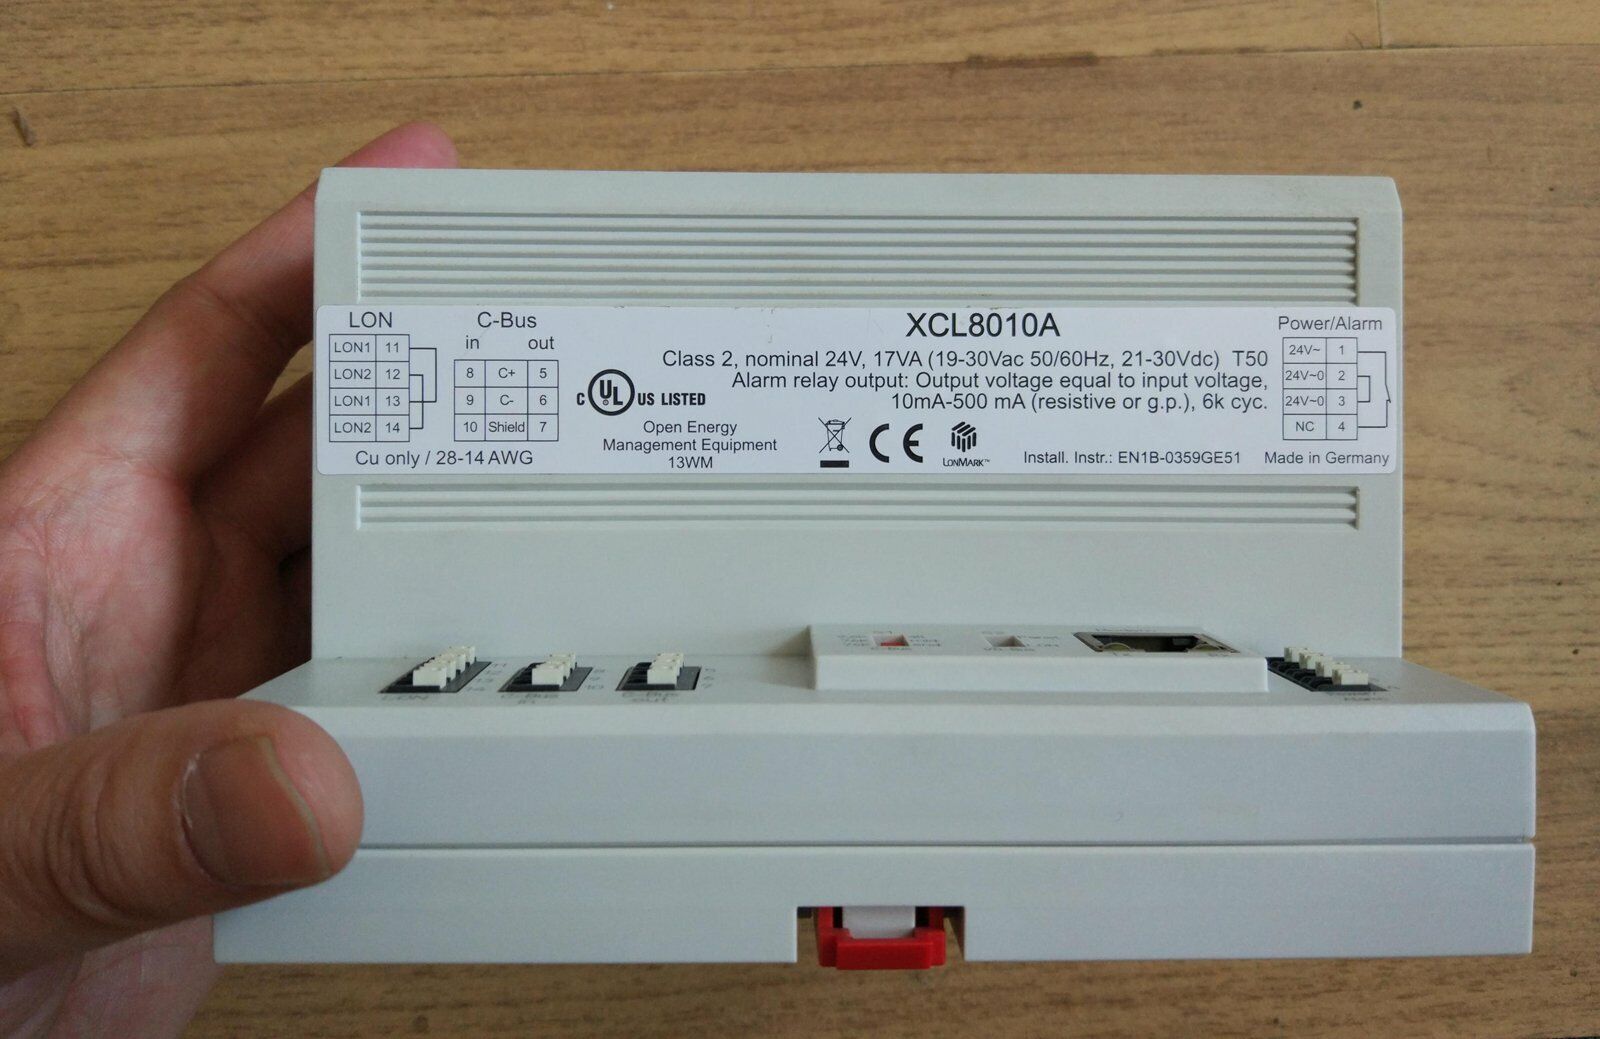 LON
LON1 11
LON2 12
LON1 13
LON2 14
Cu only / 28-14 AWG
C-Bus
in out
8 C+ 5
9 C- 6
10 Shield 7
C UL US LISTED
Open Energy
Management Equipment
13WM
XCL8010A
Class 2, nominal 24V, 17VA (19-30Vac 50/60Hz, 21-30Vdc) T50
Alarm relay output: Output voltage equal to input voltage,
10mA-500 mA (resistive or g.p.), 6k cyc.
CE
LONMARK™
Install. Instr.: EN1B-0359GE51
Power/Alarm
24V~ 1
24V~0 2
24V~0 3
NC 4
Made in Germany